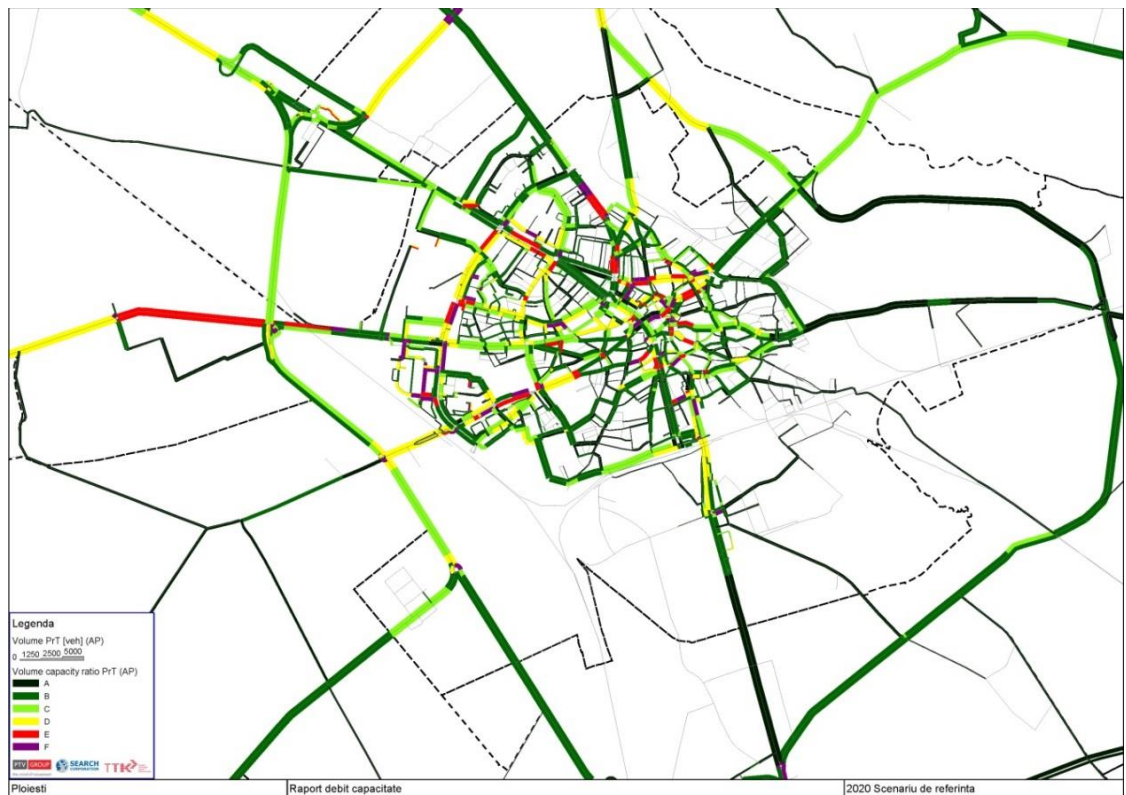 Legenda
Volume PrT [veh] (AP)
0 1250 2500 5000
Volume capacity ratio PrT (AP)
A
B
C
D
E
F
PTV GROUP
SEARCH CORPORATION
TTK
Ploiesti
Raport debit capacitate
2020 Scenariu de referinta